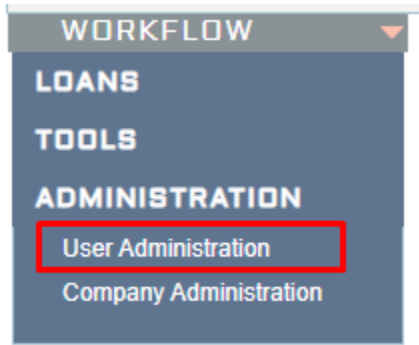 WORKFLOW
LOANS
TOOLS
ADMINISTRATION
User Administration
Company Administration